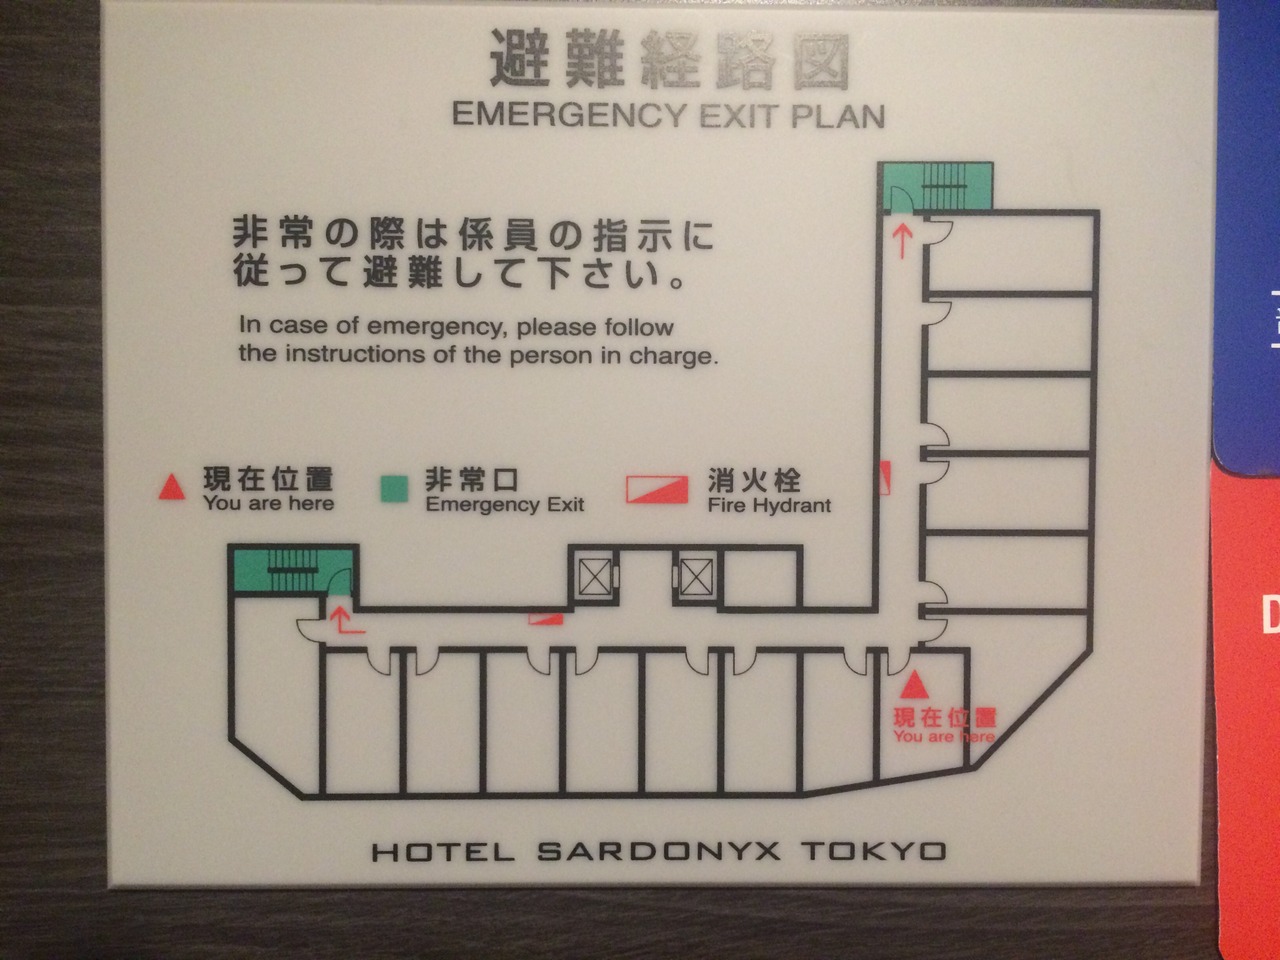 避難経路図
EMERGENCY EXIT PLAN
非常の際は係員の指示に
従って避難して下さい。
In case of emergency, please follow
the instructions of the person in charge.
現在位置
You are here
非常口
Emergency Exit
消火栓
Fire Hydrant
現在位置
You are here
HOTEL SARDONYX TOKYO
D